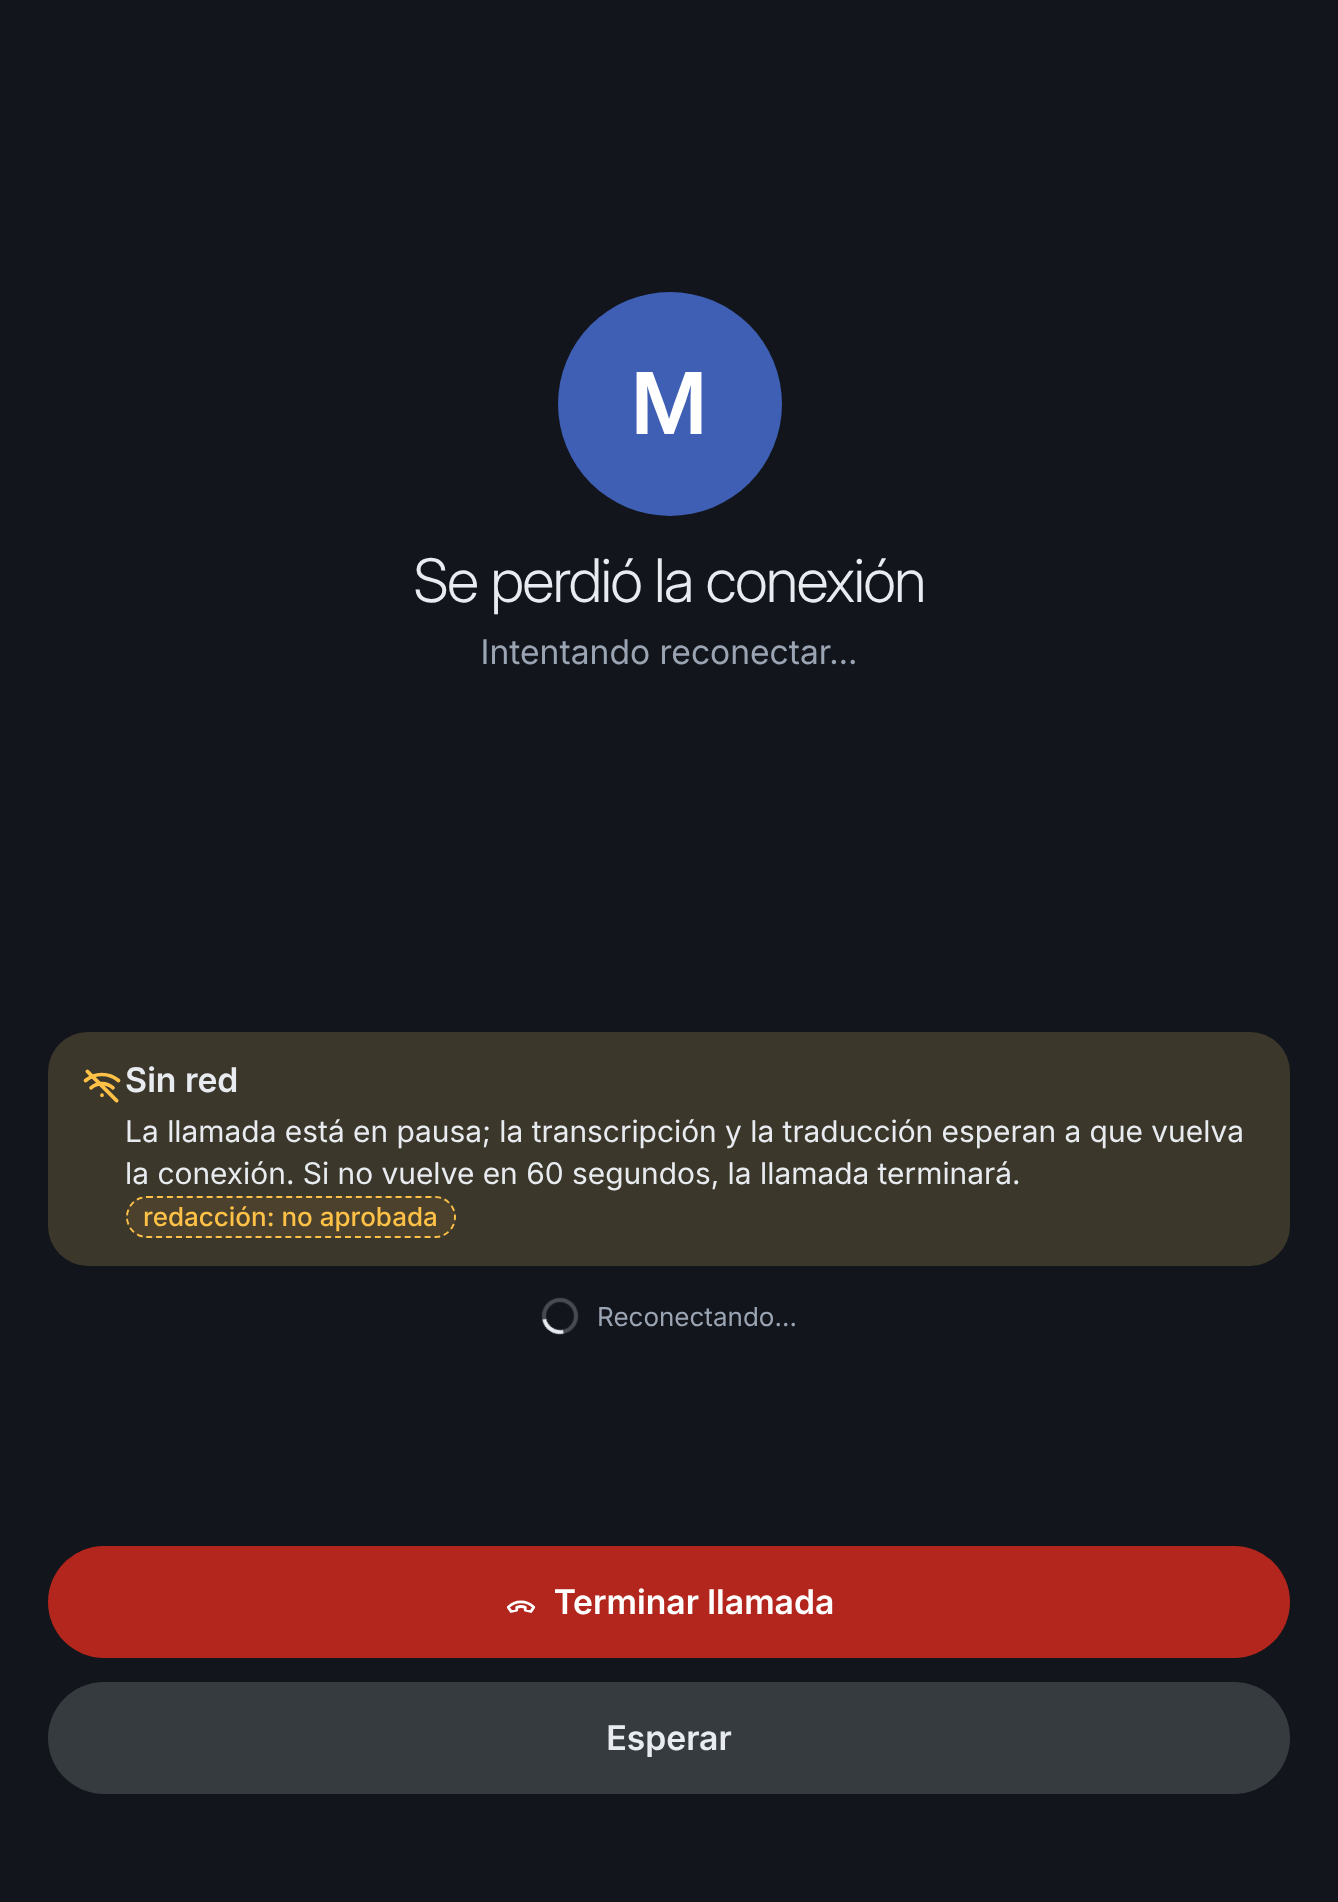 M
Se perdió la conexión
Intentando reconectar...
Sin red
La llamada está en pausa; la transcripción y la traducción esperan a que vuelva
la conexión. Si no vuelve en 60 segundos, la llamada terminará.
redacción: no aprobada
Reconectando...
Terminar llamada
Esperar